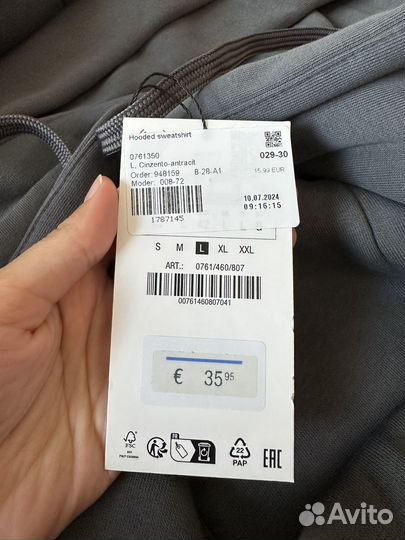 Hooded sweatshirt
0761350 029-30
L, Cinzento-antracit
Order: 948159 8-28-A1 15.99 EUR
Moder: 008-72
10.07.2024
1787145 09:16:15
S M L XL XXL
ART.: 0761/460/807
00761460807041
€ 35 95
FSC
FR
22
PAP
EAC
Avito